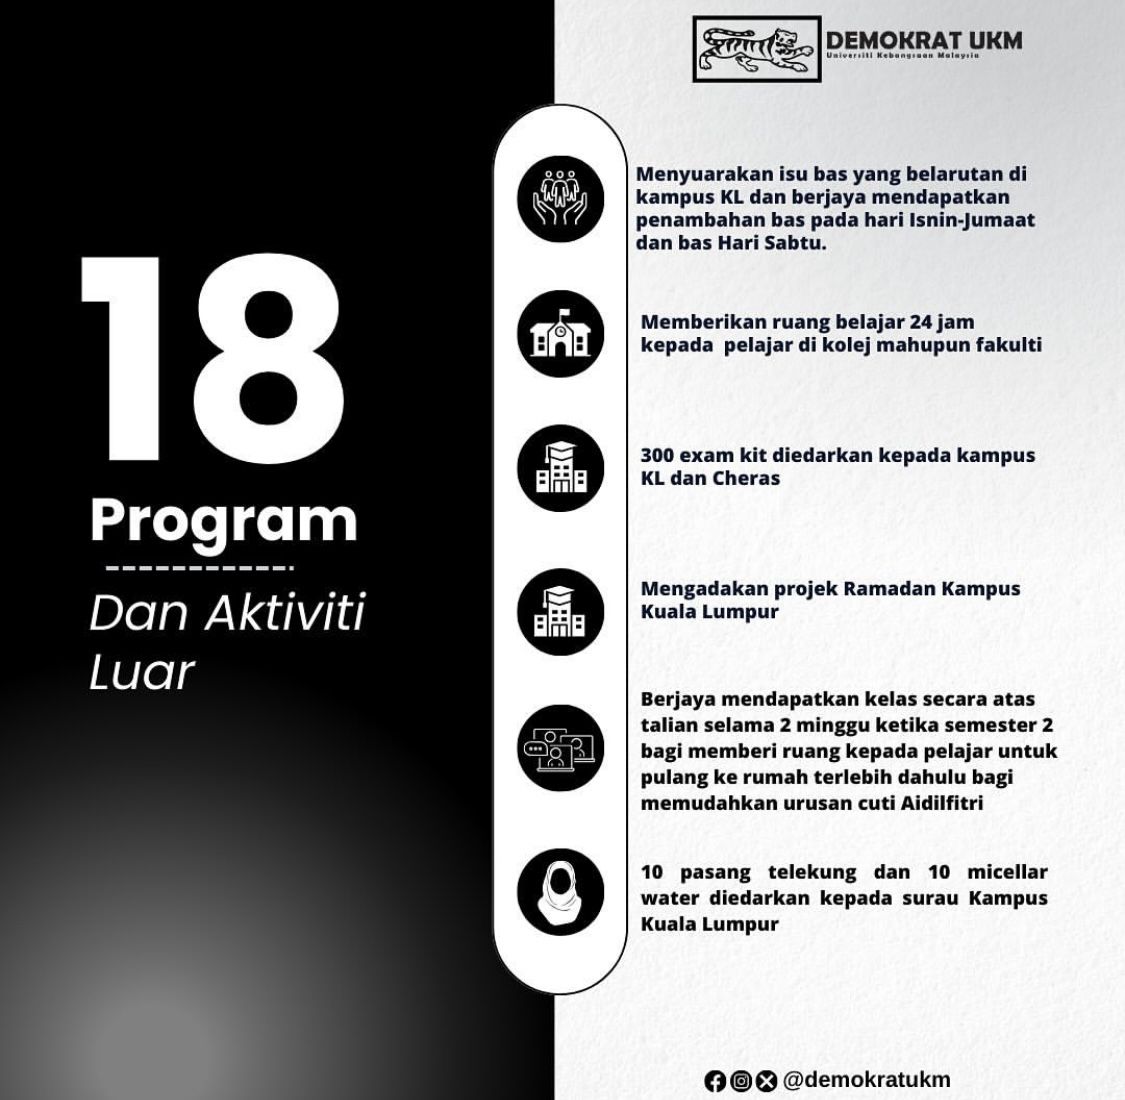 DEMOKRAT UKM
Universiti Kebangsaan Malaysia
18
Program
Dan Aktiviti
Luar
Menyuarakan isu bas yang belarutan di
kampus KL dan berjaya mendapatkan
penambahan bas pada hari Isnin-Jumaat
dan bas Hari Sabtu.
Memberikan ruang belajar 24 jam
kepada pelajar di kolej mahupun fakulti
300 exam kit diedarkan kepada kampus
KL dan Cheras
Mengadakan projek Ramadan Kampus
Kuala Lumpur
Berjaya mendapatkan kelas secara atas
talian selama 2 minggu ketika semester 2
bagi memberi ruang kepada pelajar untuk
pulang ke rumah terlebih dahulu bagi
memudahkan urusan cuti Aidilfitri
10 pasang telekung dan 10 micellar
water diedarkan kepada surau Kampus
Kuala Lumpur
@demokratukm